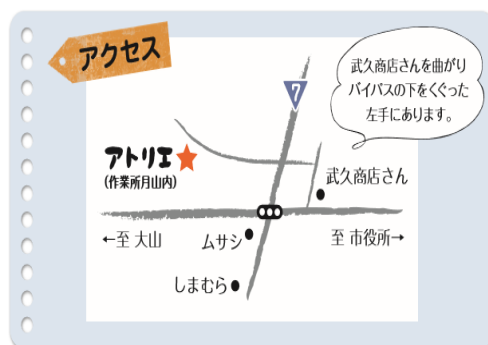 アクセス
武久商店さんを曲がり
バイパスの下をくぐった
左手にあります。
7
アトリエ★
(作業所月山内)
武久商店さん
←至 大山
ムサシ
至 市役所→
しまむら